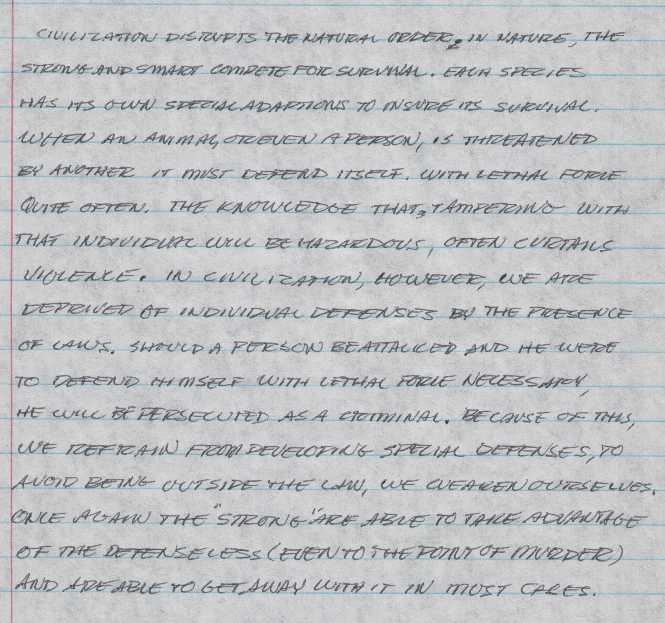 CIVILIZATION DISRUPTS THE NATURAL ORDER. IN NATURE, THE
STRONG AND SMART COMPETE FOR SURVIVAL. EACH SPECIES
HAS ITS OWN SPECIAL ADAPTIONS TO INSURE ITS SURVIVAL.
WHEN AN ANIMAL, OR EVEN A PERSON, IS THREATENED
BY ANOTHER IT MUST DEFEND ITSELF. WITH LETHAL FORCE
QUITE OFTEN. THE KNOWLEDGE THAT, TAMPERING WITH
THAT INDIVIDUAL WILL BE HAZARDOUS, OFTEN CURTAILS
VIOLENCE. IN CIVILIZATION, HOWEVER, WE ARE
DEPRIVED OF INDIVIDUAL DEFENSES BY THE PRESENCE
OF LAWS. SHOULD A PERSON BE ATTACKED AND HE WERE
TO DEFEND HIMSELF WITH LETHAL FORCE NECESSARY,
HE WILL BE PERSECUTED AS A CRIMINAL. BECAUSE OF THIS,
WE REFRAIN FROM DEVELOPING SPECIAL DEFENSES, TO
AVOID BEING OUTSIDE THE LAW, WE WEAKEN OURSELVES.
ONCE AGAIN THE "STRONG" ARE ABLE TO TAKE ADVANTAGE
OF THE DEFENSELESS (EVEN TO THE POINT OF MURDER)
AND ARE ABLE TO GET AWAY WITH IT IN MOST CASES.